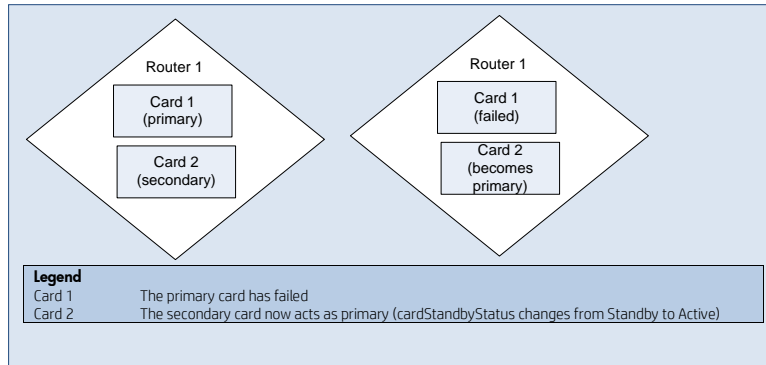 Router 1
Card 1
(primary)
Card 2
(secondary)
Router 1
Card 1
(failed)
Card 2
(becomes
primary)
Legend
Card 1 The primary card has failed
Card 2 The secondary card now acts as primary (cardStandbyStatus changes from Standby to Active)